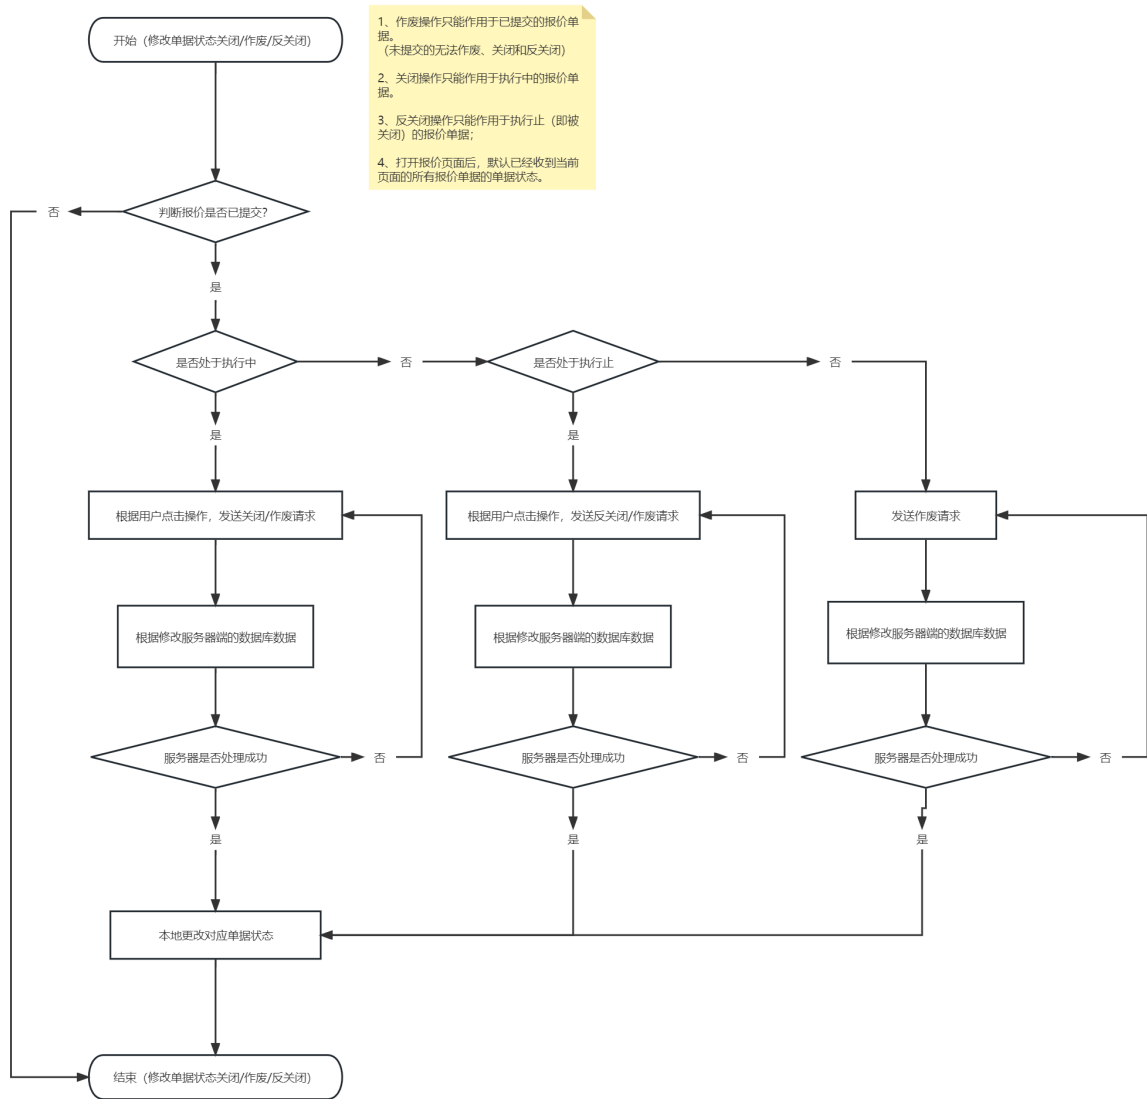 开始（修改单据状态关闭/作废/反关闭）
1、作废操作只能作用于已提交的报价单
据。
（未提交的无法作废、关闭和反关闭）
2、关闭操作只能作用于执行中的报价单
据。
3、反关闭操作只能作用于执行止（即被
关闭）的报价单据；
4、打开报价页面后，默认已经收到当前
页面的所有报价单据的单据状态。
否
判断报价是否已提交?
是
是否处于执行中
否
是否处于执行止
否
是
是
根据用户点击操作，发送关闭/作废请求
根据用户点击操作，发送反关闭/作废请求
发送作废请求
根据修改服务器端的数据库数据
根据修改服务器端的数据库数据
根据修改服务器端的数据库数据
服务器是否处理成功
否
服务器是否处理成功
否
服务器是否处理成功
否
是
是
是
本地更改对应单据状态
结束（修改单据状态关闭/作废/反关闭）